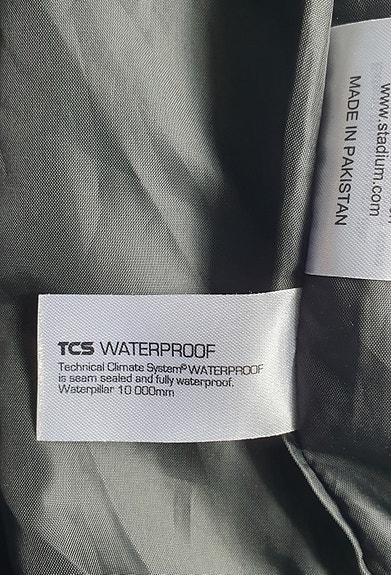 TCS WATERPROOF
Technical Climate System® WATERPROOF
is seam sealed and fully waterproof.
Waterpillar 10 000mm
www.stadium.com
MADE IN PAKISTAN